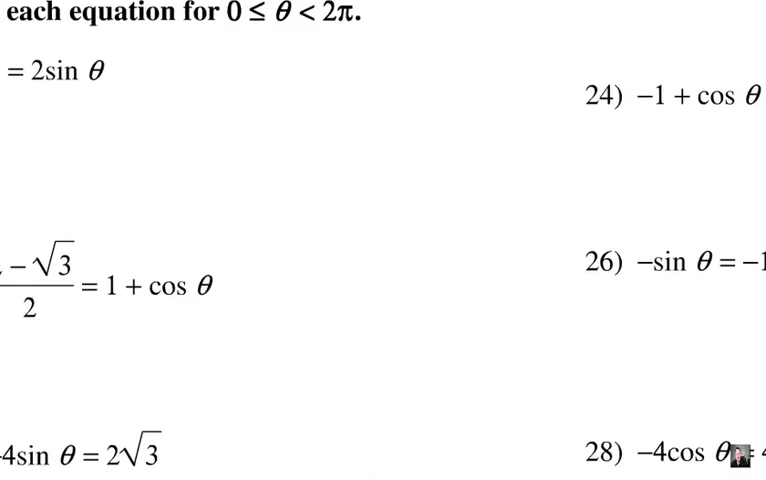 each equation for 0 ≤ θ < 2π.
= 2sin θ
24) −1 + cos θ
− √3 / 2 = 1 + cos θ
26) −sin θ = −1
4sin θ = 2√3
28) −4cos θ =